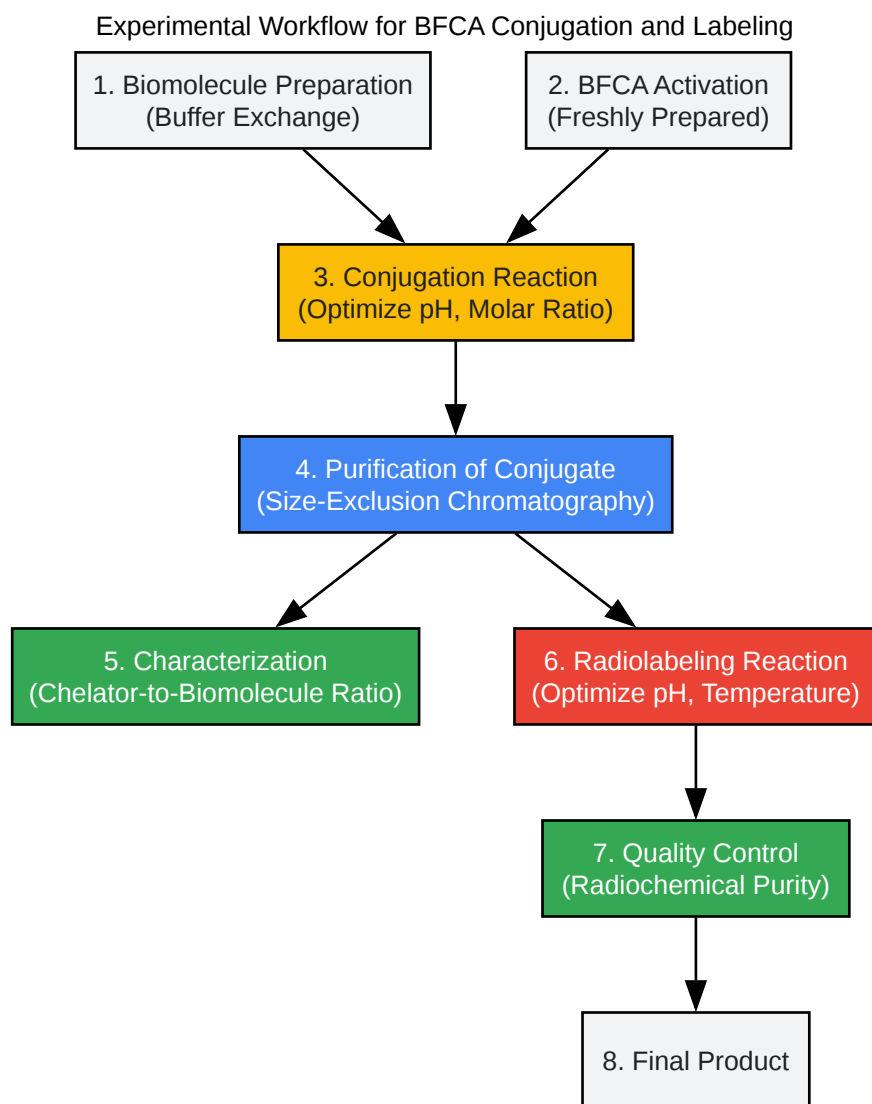 Experimental Workflow for BFCA Conjugation and Labeling
1. Biomolecule Preparation
(Buffer Exchange)
2. BFCA Activation
(Freshly Prepared)
3. Conjugation Reaction
(Optimize pH, Molar Ratio)
4. Purification of Conjugate
(Size-Exclusion Chromatography)
5. Characterization
(Chelator-to-Biomolecule Ratio)
6. Radiolabeling Reaction
(Optimize pH, Temperature)
7. Quality Control
(Radiochemical Purity)
8. Final Product